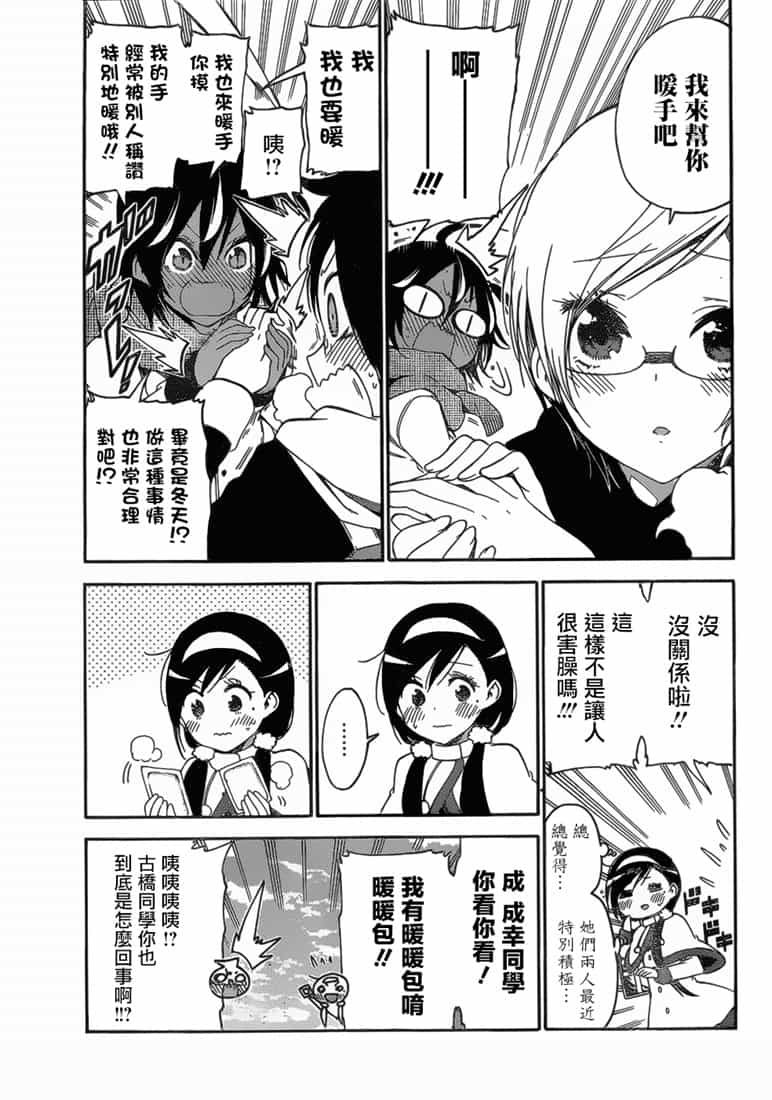 我來幫你
暖手吧
啊——
——!!!
我
我也要暖
咦!?
我也來暖手
你摸
我的手
經常被別人稱讚
特別地暖哦!!
畢竟是冬天!?
做這種事情
也非常合理
對吧!?
沒
沒關係啦!!
這
這樣不是讓人
很害臊嗎!!!
總
總覺得…
她們兩人最近
特別積極…
………
成 成幸同學
你看你看!
我有暖暖包唷
暖暖包!!
咦咦咦咦!?
古橋同學你也
到底是怎麼回事啊!!?